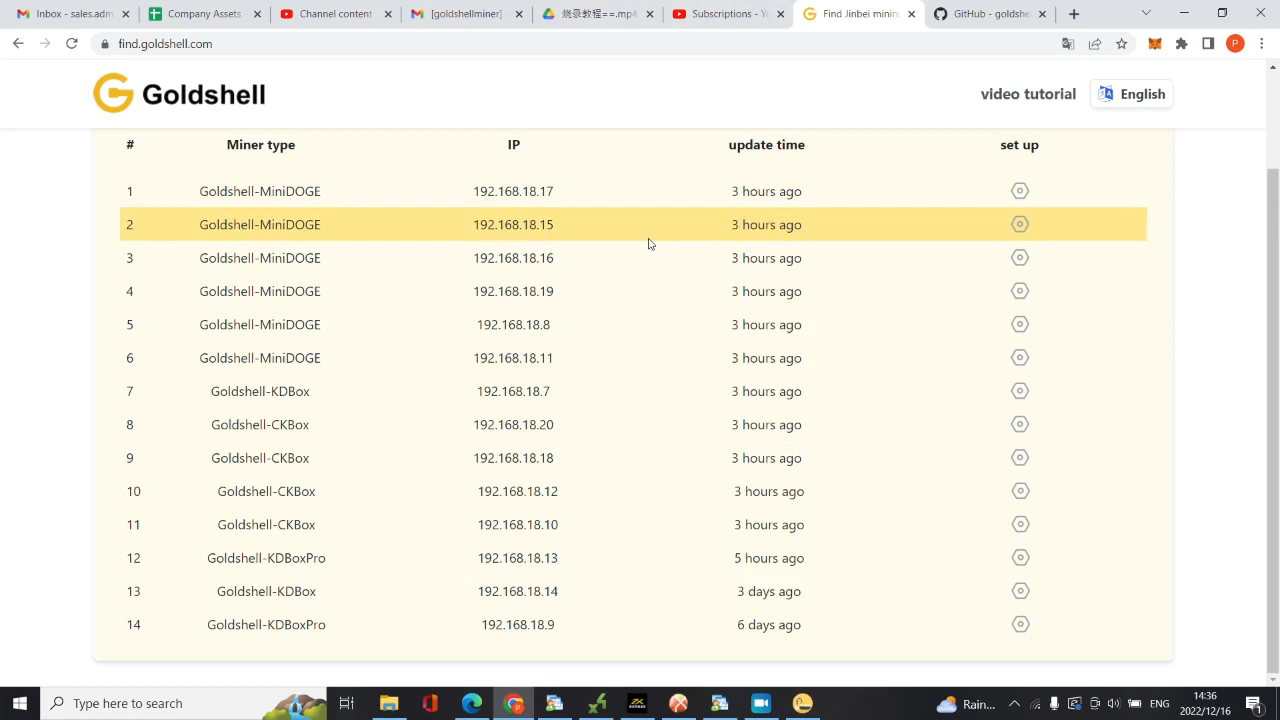 Inbox - sales@
Company Assets
Channel content
[goldshellminer]
烧录教程==.mp4
Subscriptions - Yo
Find Jinbei minin
GitHub - goldshe
find.goldshell.com
P
Goldshell
video tutorial
English
# Miner type IP update time set up
1 Goldshell-MiniDOGE 192.168.18.17 3 hours ago
2 Goldshell-MiniDOGE 192.168.18.15 3 hours ago
3 Goldshell-MiniDOGE 192.168.18.16 3 hours ago
4 Goldshell-MiniDOGE 192.168.18.19 3 hours ago
5 Goldshell-MiniDOGE 192.168.18.8 3 hours ago
6 Goldshell-MiniDOGE 192.168.18.11 3 hours ago
7 Goldshell-KDBox 192.168.18.7 3 hours ago
8 Goldshell-CKBox 192.168.18.20 3 hours ago
9 Goldshell-CKBox 192.168.18.18 3 hours ago
10 Goldshell-CKBox 192.168.18.12 3 hours ago
11 Goldshell-CKBox 192.168.18.10 3 hours ago
12 Goldshell-KDBoxPro 192.168.18.13 5 hours ago
13 Goldshell-KDBox 192.168.18.14 3 days ago
14 Goldshell-KDBoxPro 192.168.18.9 6 days ago
Type here to search
Rain...
ENG
14:36
2022/12/16